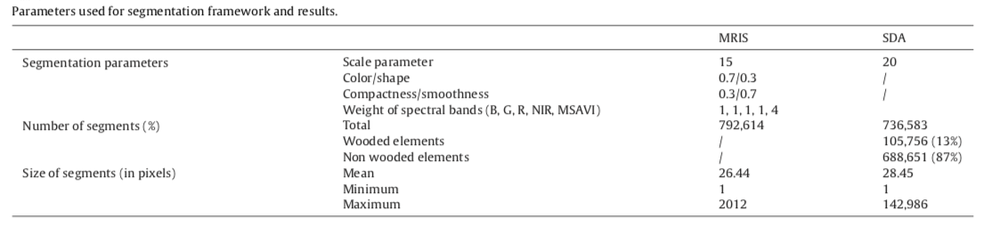 Parameters used for segmentation framework and results.
MRIS SDA
Segmentation parameters Scale parameter 15 20
Color/shape 0.7/0.3 /
Compactness/smoothness 0.3/0.7 /
Weight of spectral bands (B, G, R, NIR, MSAVI) 1, 1, 1, 1, 4
Number of segments (%) Total 792,614 736,583
Wooded elements / 105,756 (13%)
Non wooded elements / 688,651 (87%)
Size of segments (in pixels) Mean 26.44 28.45
Minimum 1 1
Maximum 2012 142,986